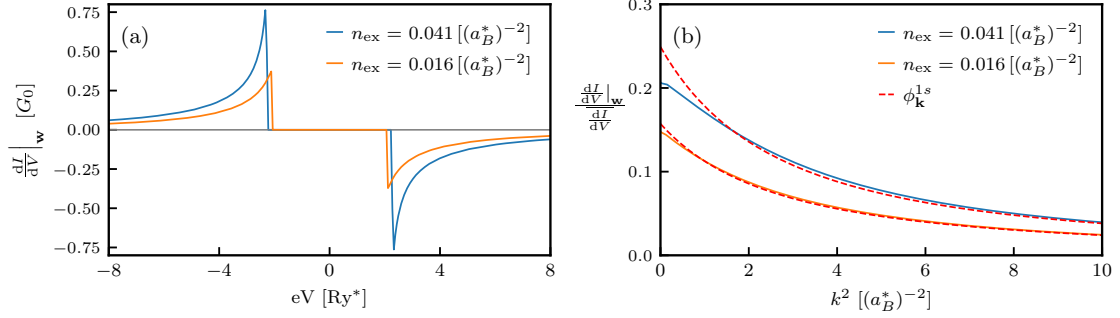 (a)
n_ex = 0.041 [(a_B^*)^{-2}]
n_ex = 0.016 [(a_B^*)^{-2}]
dI/dV|_w [G_0]
0.75
0.50
0.25
0.00
−0.25
−0.50
−0.75
−8
−4
0
4
8
eV [Ry*]
(b)
n_ex = 0.041 [(a_B^*)^{-2}]
n_ex = 0.016 [(a_B^*)^{-2}]
ϕ_k^{1s}
dI/dV|_w
dI/dV
0.3
0.2
0.1
0.0
0
2
4
6
8
10
k² [(a_B^*)^{-2}]